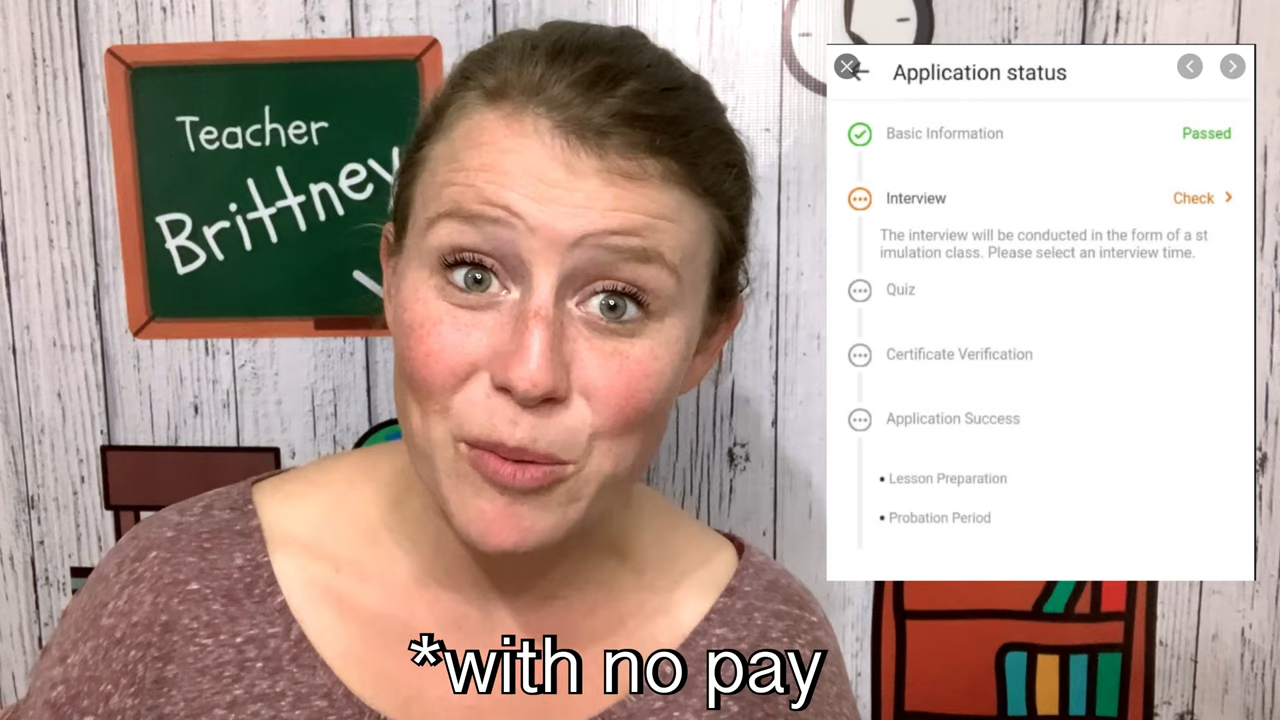 Teacher
Brittney
Application status
Basic Information Passed
Interview Check
The interview will be conducted in the form of a st
imulation class. Please select an interview time.
Quiz
Certificate Verification
Application Success
• Lesson Preparation
• Probation Period
*with no pay